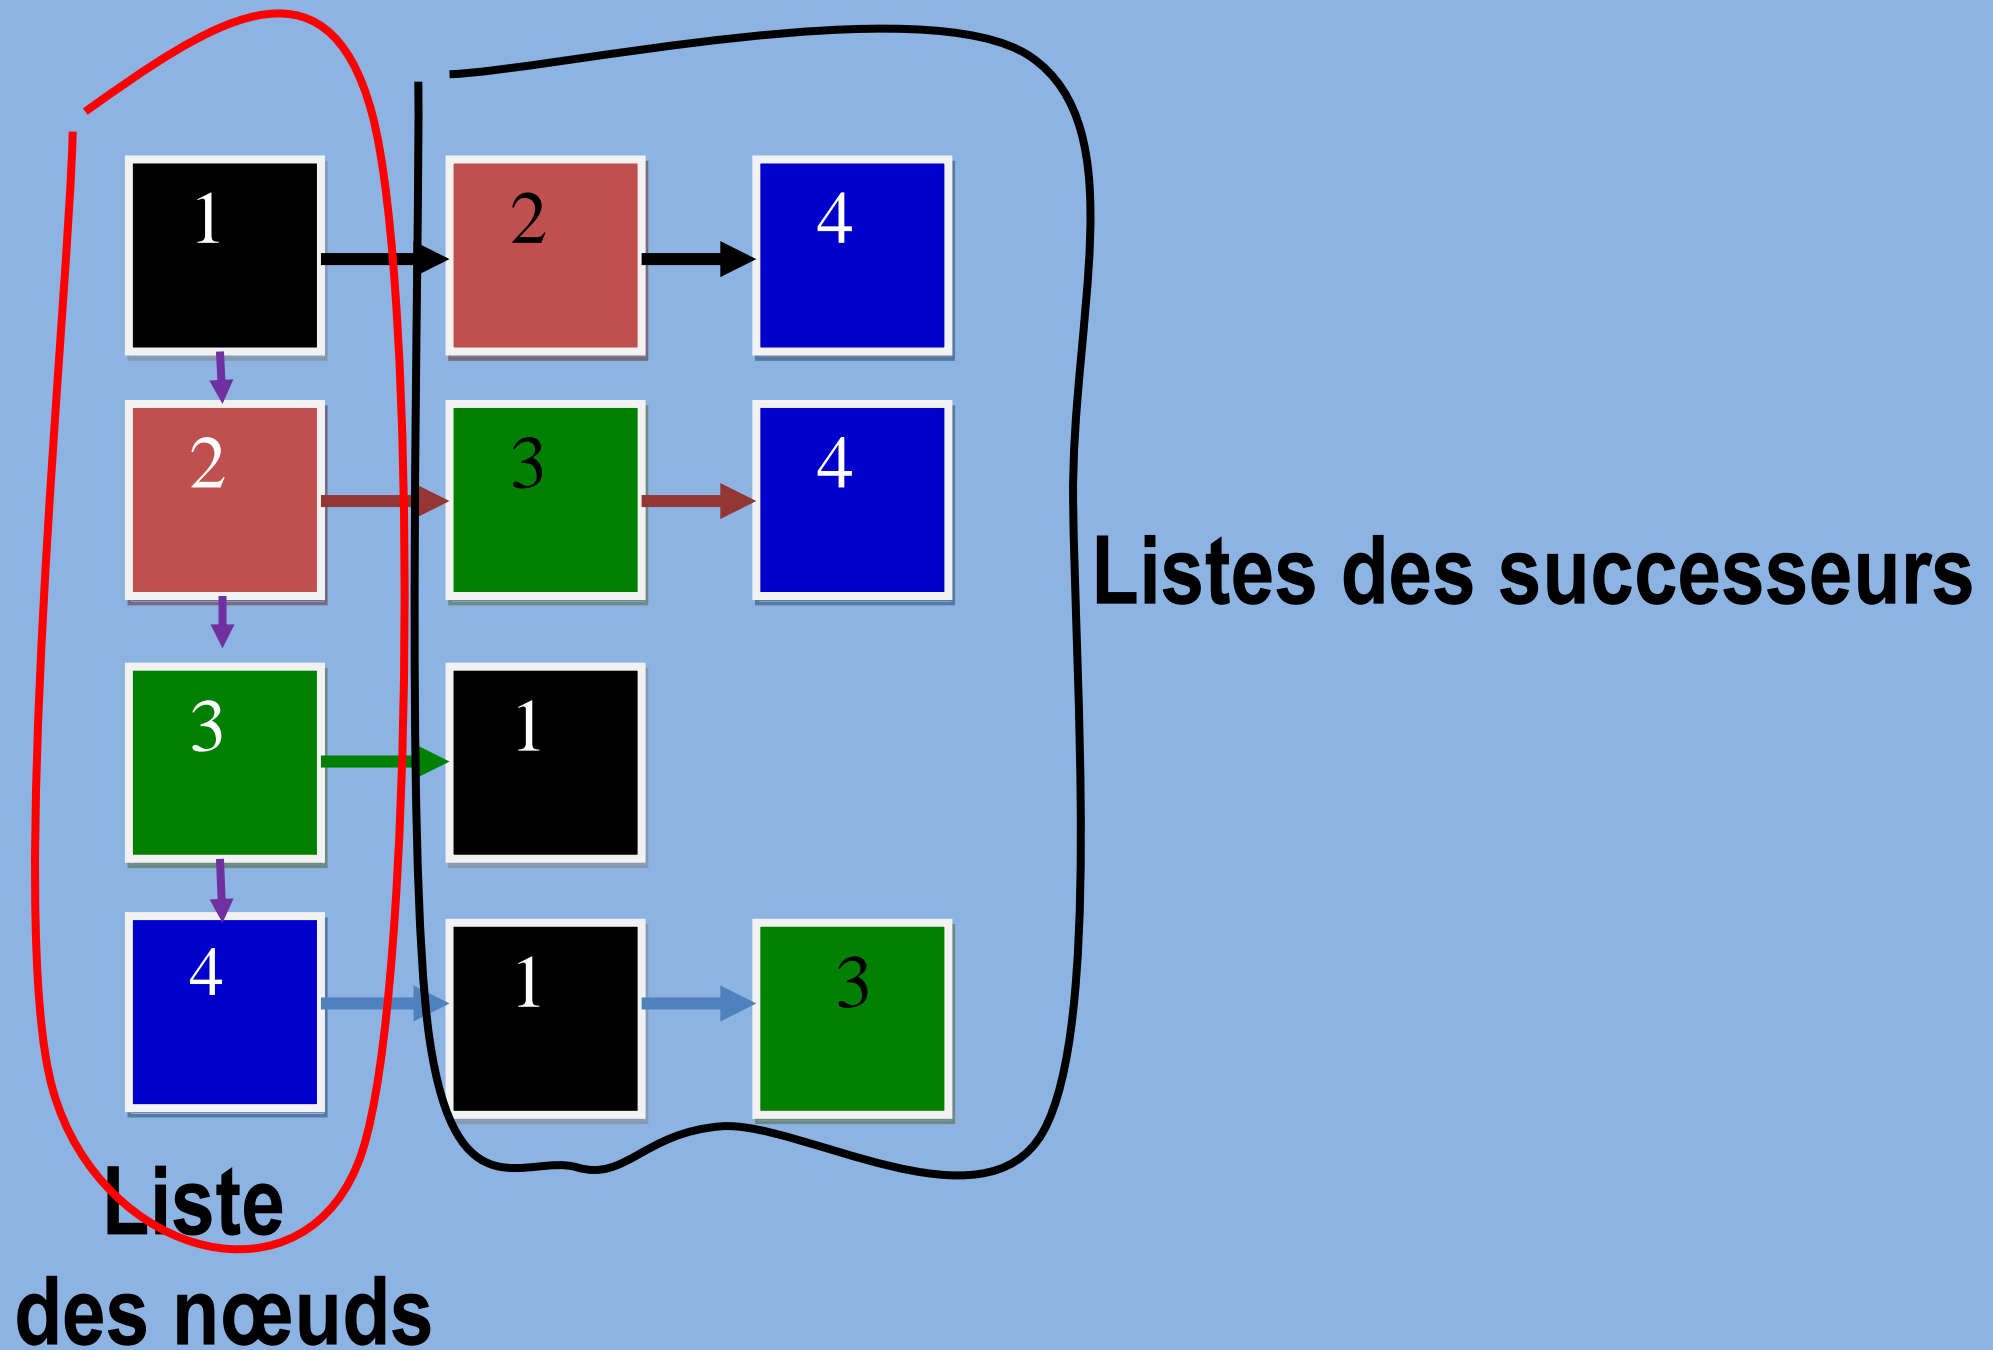 1 2 4
2 3 4
Listes des successeurs
3 1
4 1 3
Liste
des nœuds